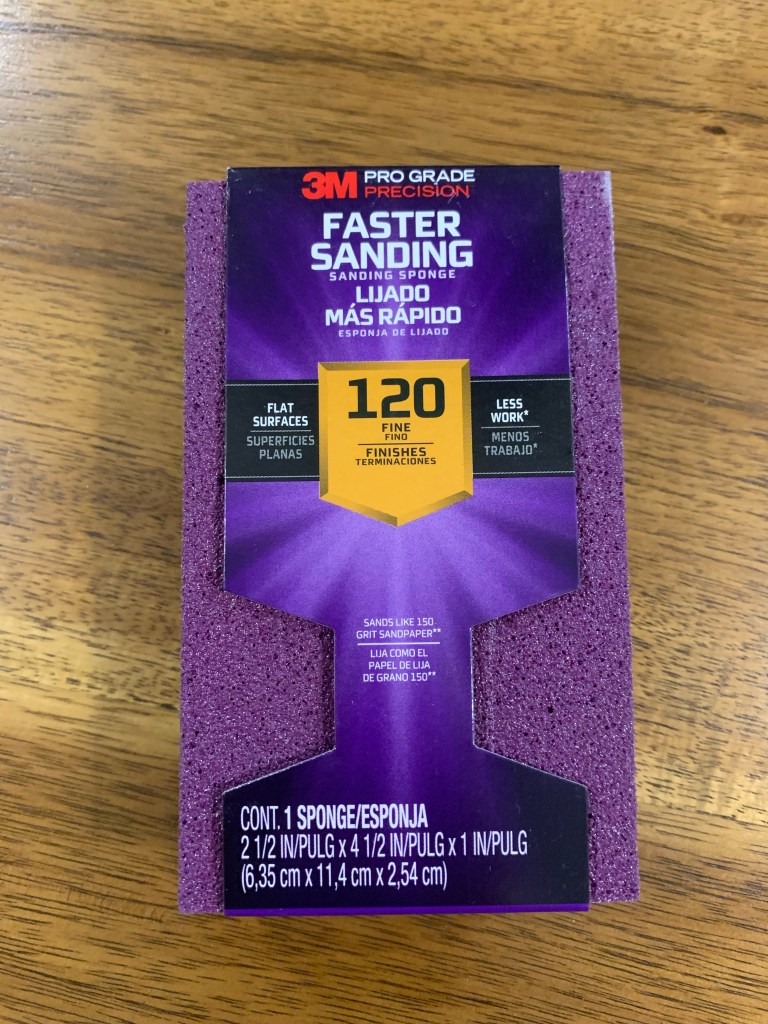 3M PRO GRADE
PRECISION™
FASTER
SANDING
SANDING SPONGE
LIJADO
MÁS RÁPIDO
ESPONJA DE LIJADO
FLAT
SURFACES
SUPERFICIES
PLANAS
120
FINE
FINO
FINISHES
TERMINACIONES
LESS
WORK*
MENOS
TRABAJO*
SANDS LIKE 150
GRIT SANDPAPER**
LIJA COMO EL
PAPEL DE LIJA
DE GRANO 150**
CONT. 1 SPONGE/ESPONJA
2 1/2 IN/PULG x 4 1/2 IN/PULG x 1 IN/PULG
(6,35 cm x 11,4 cm x 2,54 cm)